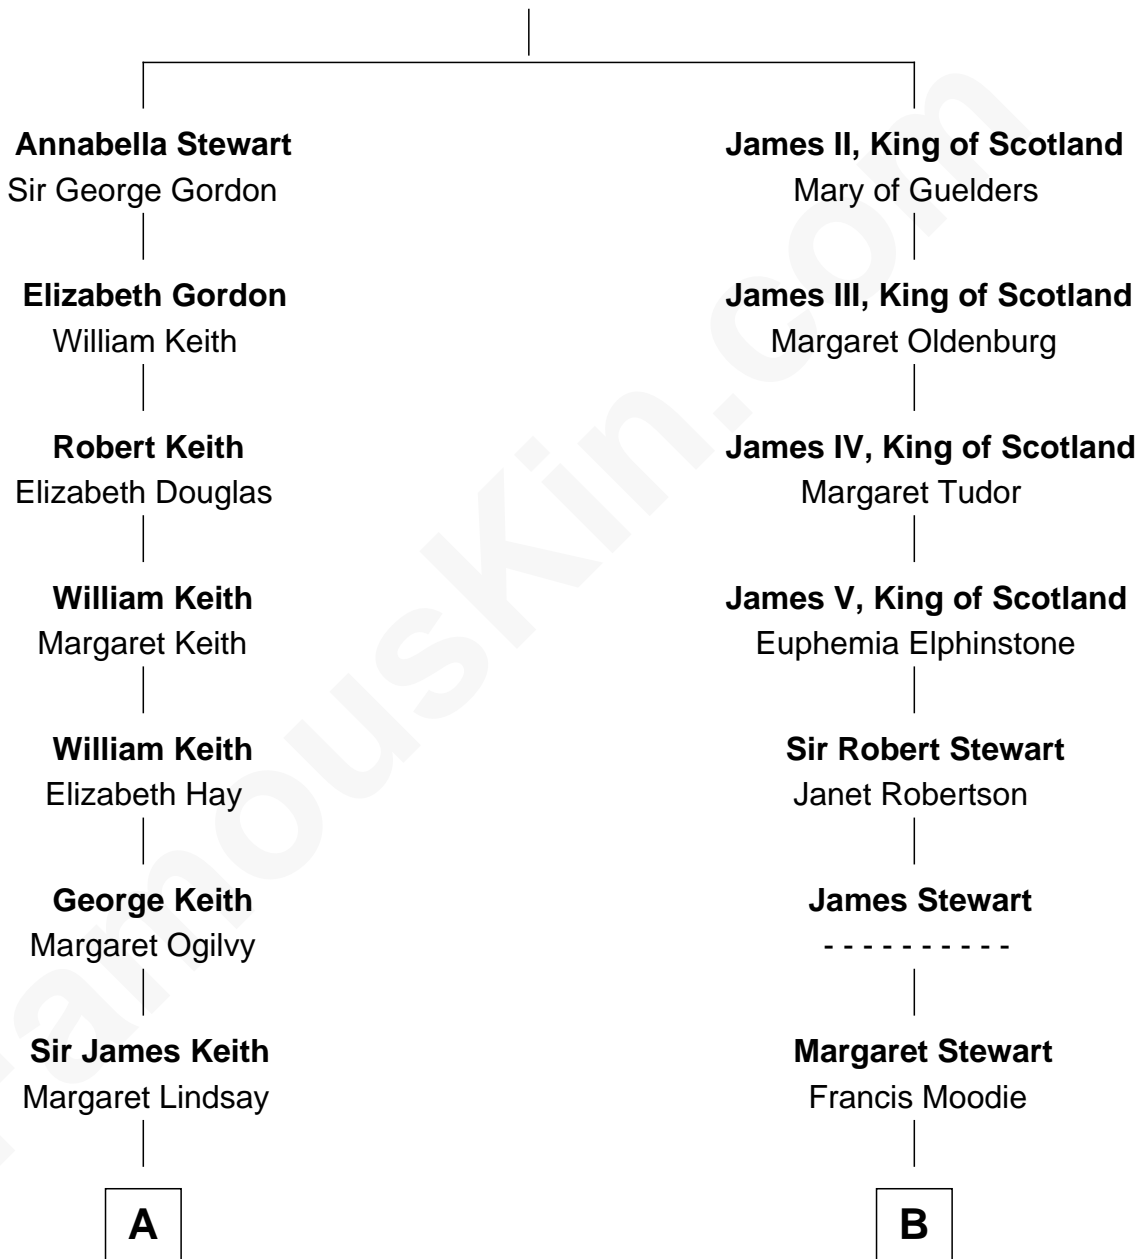 Annabella Stewart
Sir George Gordon
Elizabeth Gordon
William Keith
Robert Keith
Elizabeth Douglas
William Keith
Margaret Keith
William Keith
Elizabeth Hay
George Keith
Margaret Ogilvy
Sir James Keith
Margaret Lindsay
A
James II, King of Scotland
Mary of Guelders
James III, King of Scotland
Margaret Oldenburg
James IV, King of Scotland
Margaret Tudor
James V, King of Scotland
Euphemia Elphinstone
Sir Robert Stewart
Janet Robertson
James Stewart
- - - - - - - - - -
Margaret Stewart
Francis Moodie
B
FamousKin.com